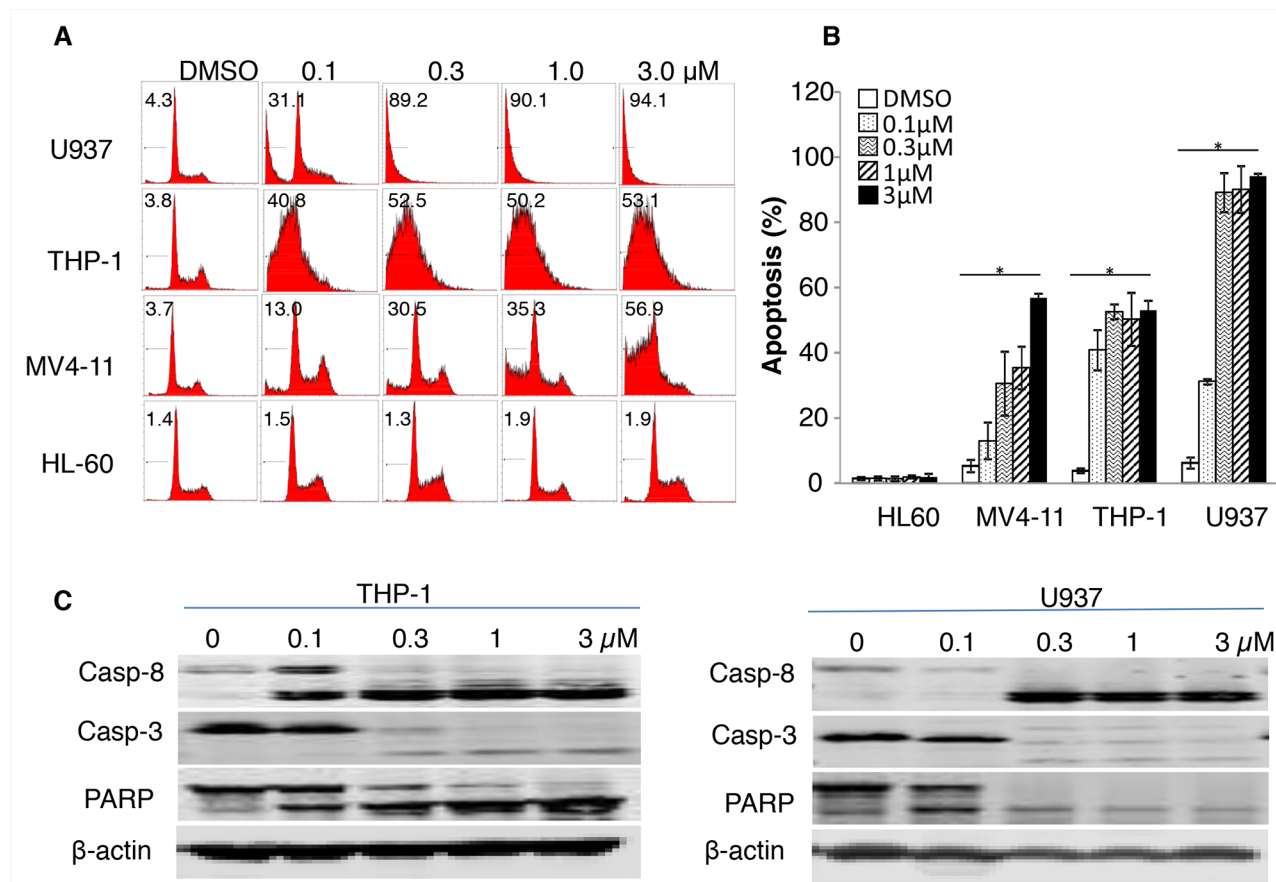 A
DMSO 0.1 0.3 1.0 3.0 µM
U937 4.3 31.1 89.2 90.1 94.1
THP-1 3.8 40.8 52.5 50.2 53.1
MV4-11 3.7 13.0 30.5 35.3 56.9
HL-60 1.4 1.5 1.3 1.9 1.9
B
Apoptosis (%)
120
100
80
60
40
20
0
DMSO
0.1µM
0.3µM
1µM
3µM
* * *
HL60 MV4-11 THP-1 U937
C
THP-1
0 0.1 0.3 1 3 µM
Casp-8
Casp-3
PARP
β-actin
U937
0 0.1 0.3 1 3 µM
Casp-8
Casp-3
PARP
β-actin